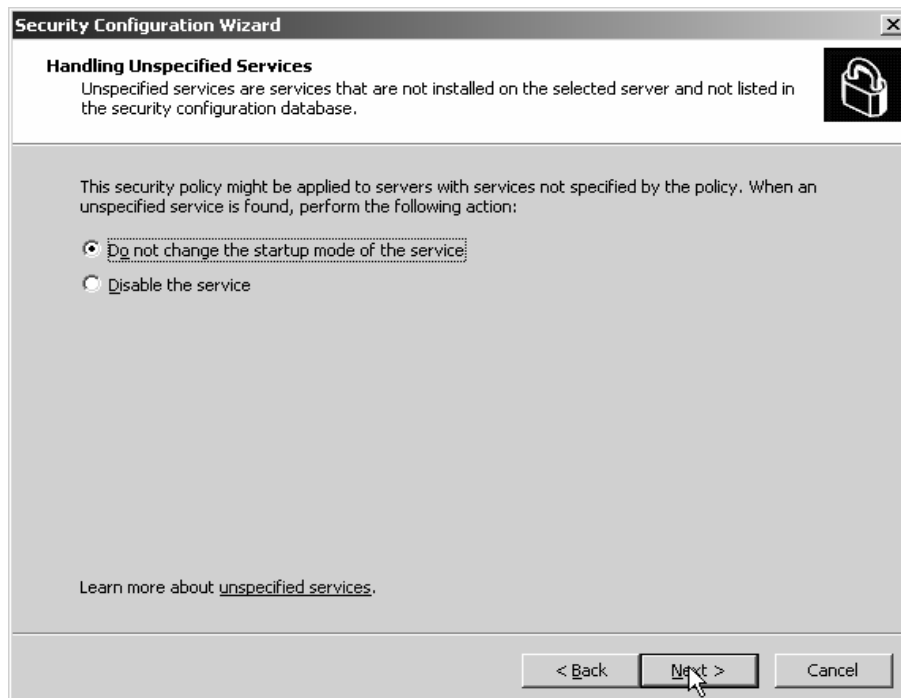 Security Configuration Wizard
Handling Unspecified Services
Unspecified services are services that are not installed on the selected server and not listed in
the security configuration database.
This security policy might be applied to servers with services not specified by the policy. When an
unspecified service is found, perform the following action:
Do not change the startup mode of the service
Disable the service
Learn more about unspecified services.
< Back Next > Cancel